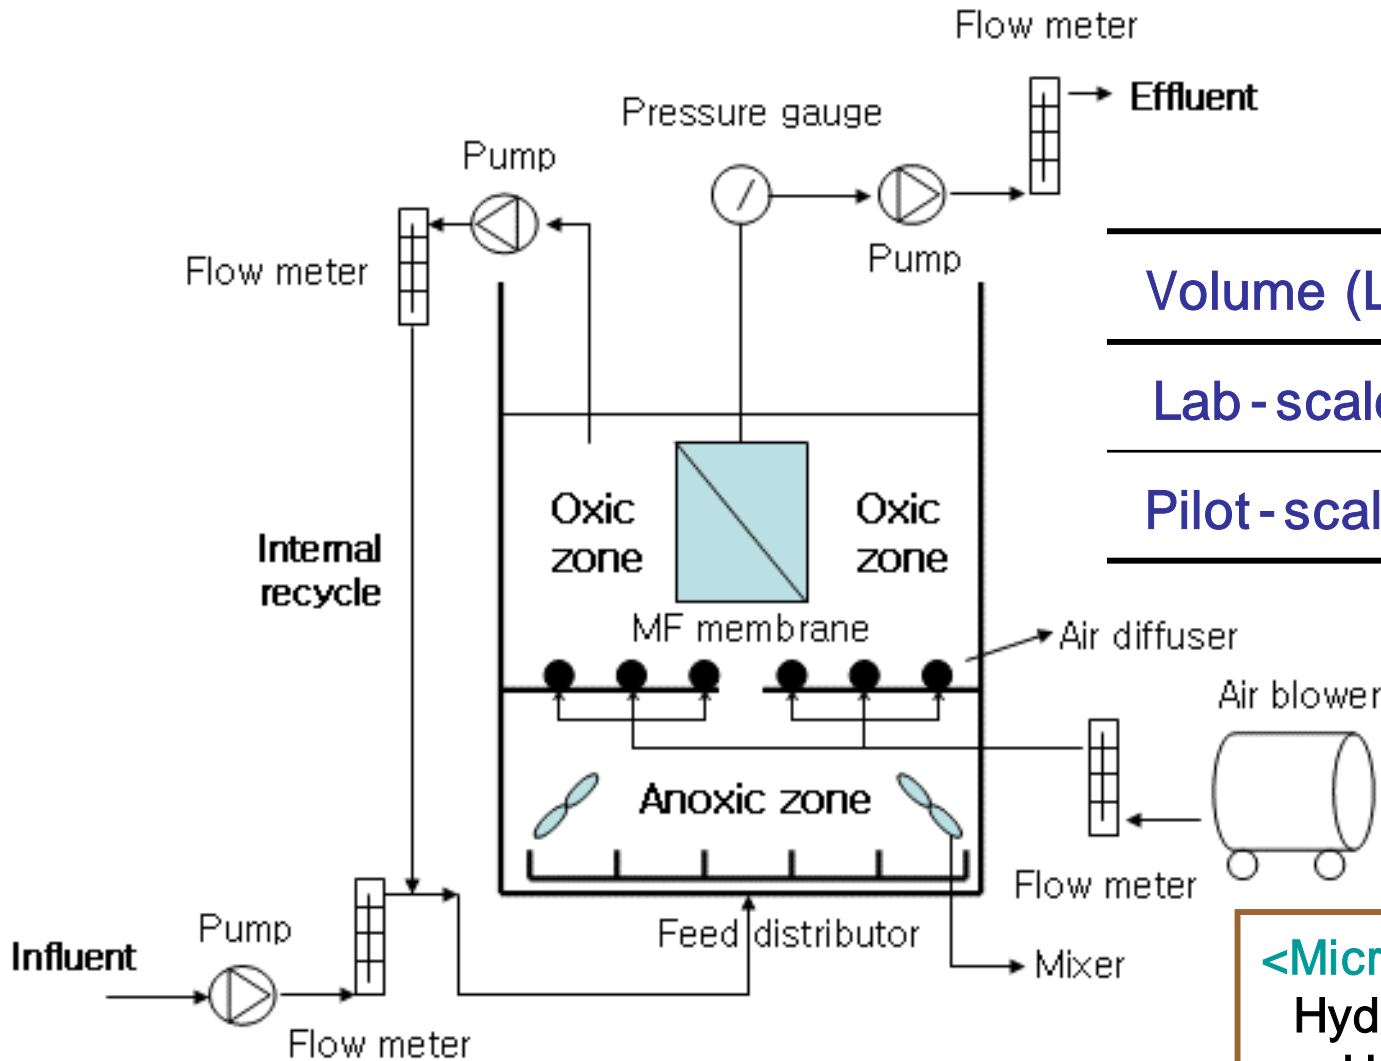 Flow meter
Effluent
Pressure gauge
Pump
Pump
Flow meter
Volume (L
Lab-scale
Pilot-scal
Oxic
zone
Oxic
zone
Internal
recycle
MF membrane
Air diffuser
Air blower
Anoxic zone
Flow meter
Feed distributor
Pump
Influent
Mixer
Flow meter
<Micr
Hyd